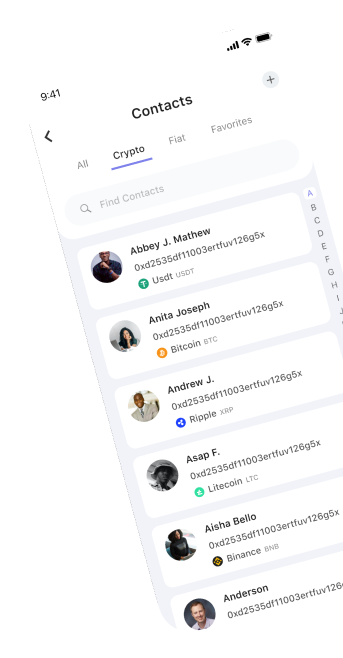 9:41
Contacts
All
Crypto
Fiat
Favorites
Find Contacts
A
B
C
D
E
F
G
H
I
J
Abbey J. Mathew
0xd2535df11003ertfuv126g5x
Usdt USDT
Anita Joseph
0xd2535df11003ertfuv126g5x
Bitcoin BTC
Andrew J.
0xd2535df11003ertfuv126g5x
Ripple XRP
Asap F.
0xd2535df11003ertfuv126g5x
Litecoin LTC
Aisha Bello
0xd2535df11003ertfuv126g5x
Binance BNB
Anderson
0xd2535df11003ertfuv126